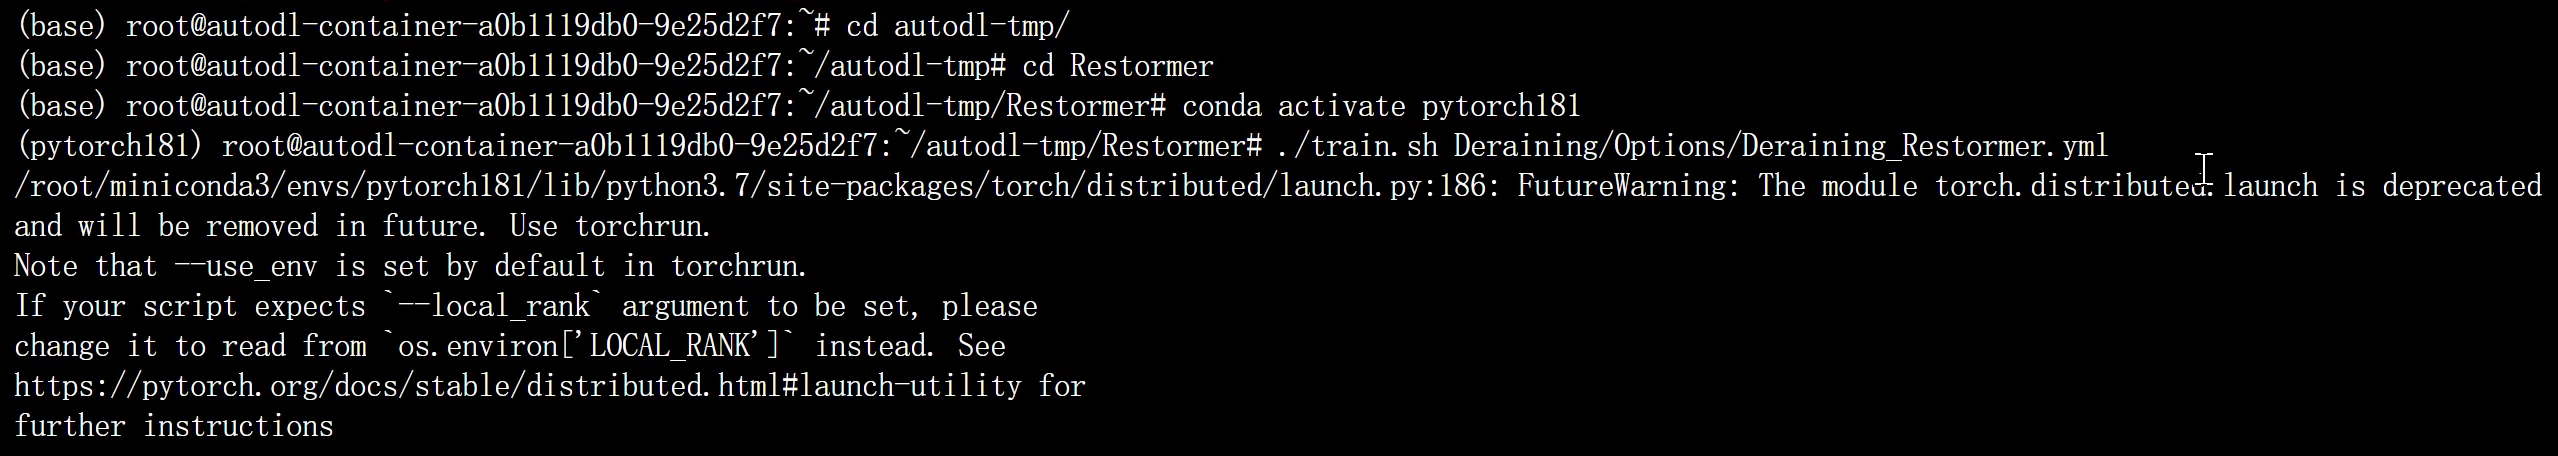 (base) root@autodl-container-a0b1119db0-9e25d2f7:~# cd autodl-tmp/
(base) root@autodl-container-a0b1119db0-9e25d2f7:~/autodl-tmp# cd Restormer
(base) root@autodl-container-a0b1119db0-9e25d2f7:~/autodl-tmp/Restormer# conda activate pytorch181
(pytorch181) root@autodl-container-a0b1119db0-9e25d2f7:~/autodl-tmp/Restormer# ./train.sh Deraining/Options/Deraining_Restormer.yml
/root/miniconda3/envs/pytorch181/lib/python3.7/site-packages/torch/distributed/launch.py:186: FutureWarning: The module torch.distributed.launch is deprecated
and will be removed in future. Use torchrun.
Note that --use_env is set by default in torchrun.
If your script expects `--local_rank` argument to be set, please
change it to read from `os.environ['LOCAL_RANK']` instead. See
https://pytorch.org/docs/stable/distributed.html#launch-utility for
further instructions